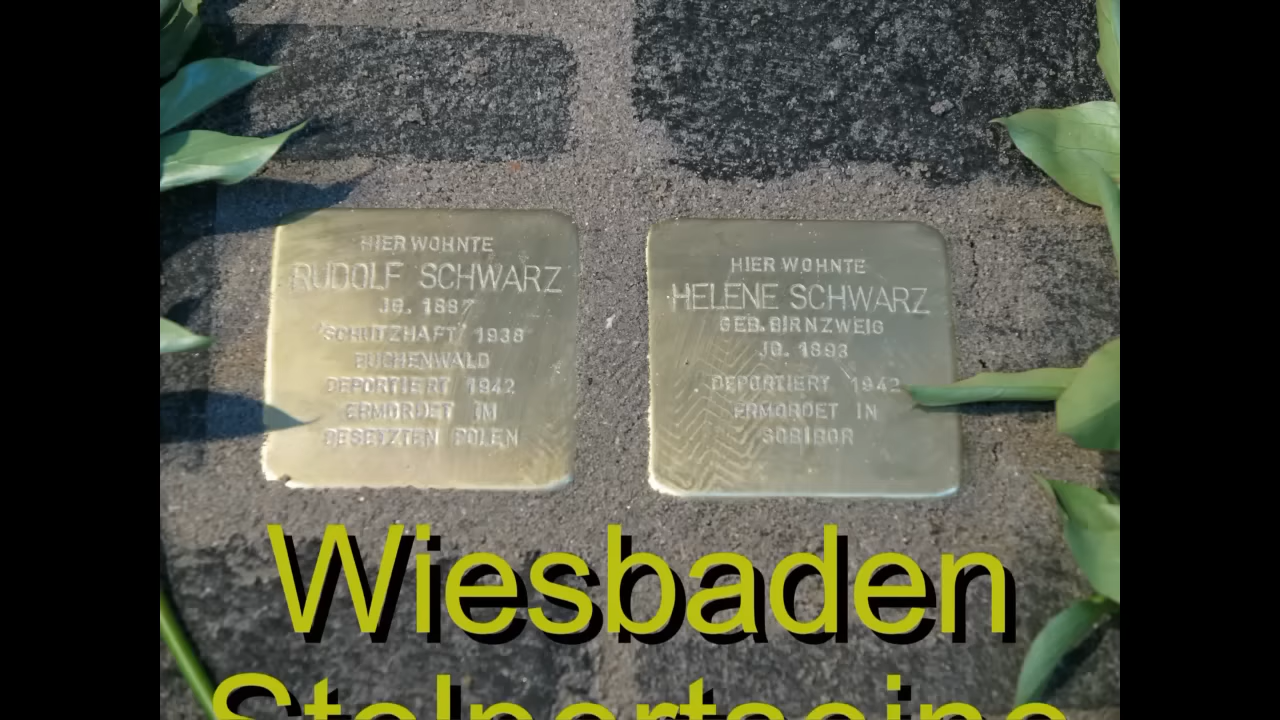 HIER WOHNTE
RUDOLF SCHWARZ
JG. 1887
'SCHUTZHAFT' 1938
BUCHENWALD
DEPORTIERT 1942
ERMORDET IM
BESETZTEN POLEN
HIER WOHNTE
HELENE SCHWARZ
GEB. BIRNZWEIG
JG. 1893
DEPORTIERT 1942
ERMORDET IN
SOBIBOR
Wiesbaden
Stolpertseine